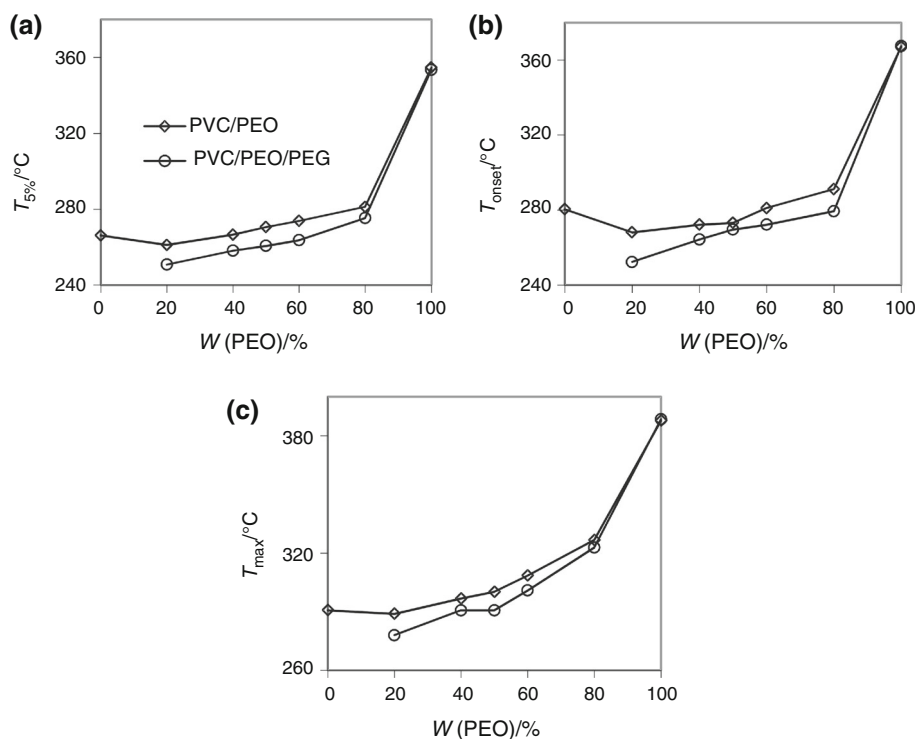 (a)
360
320
280
240
T5%/°C
PVC/PEO
PVC/PEO/PEG
0 20 40 60 80 100
W (PEO)/%
(b)
360
320
280
240
Tonset/°C
0 20 40 60 80 100
W (PEO)/%
(c)
380
320
260
Tmax/°C
0 20 40 60 80 100
W (PEO)/%